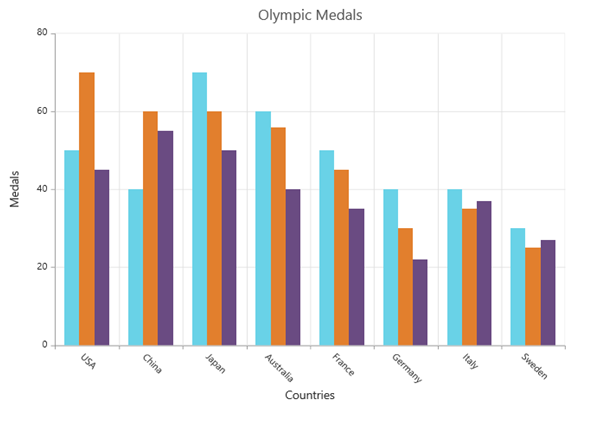 Olympic Medals
80
60
40
20
0
Medals
USA
China
Japan
Australia
France
Germany
Italy
Sweden
Countries